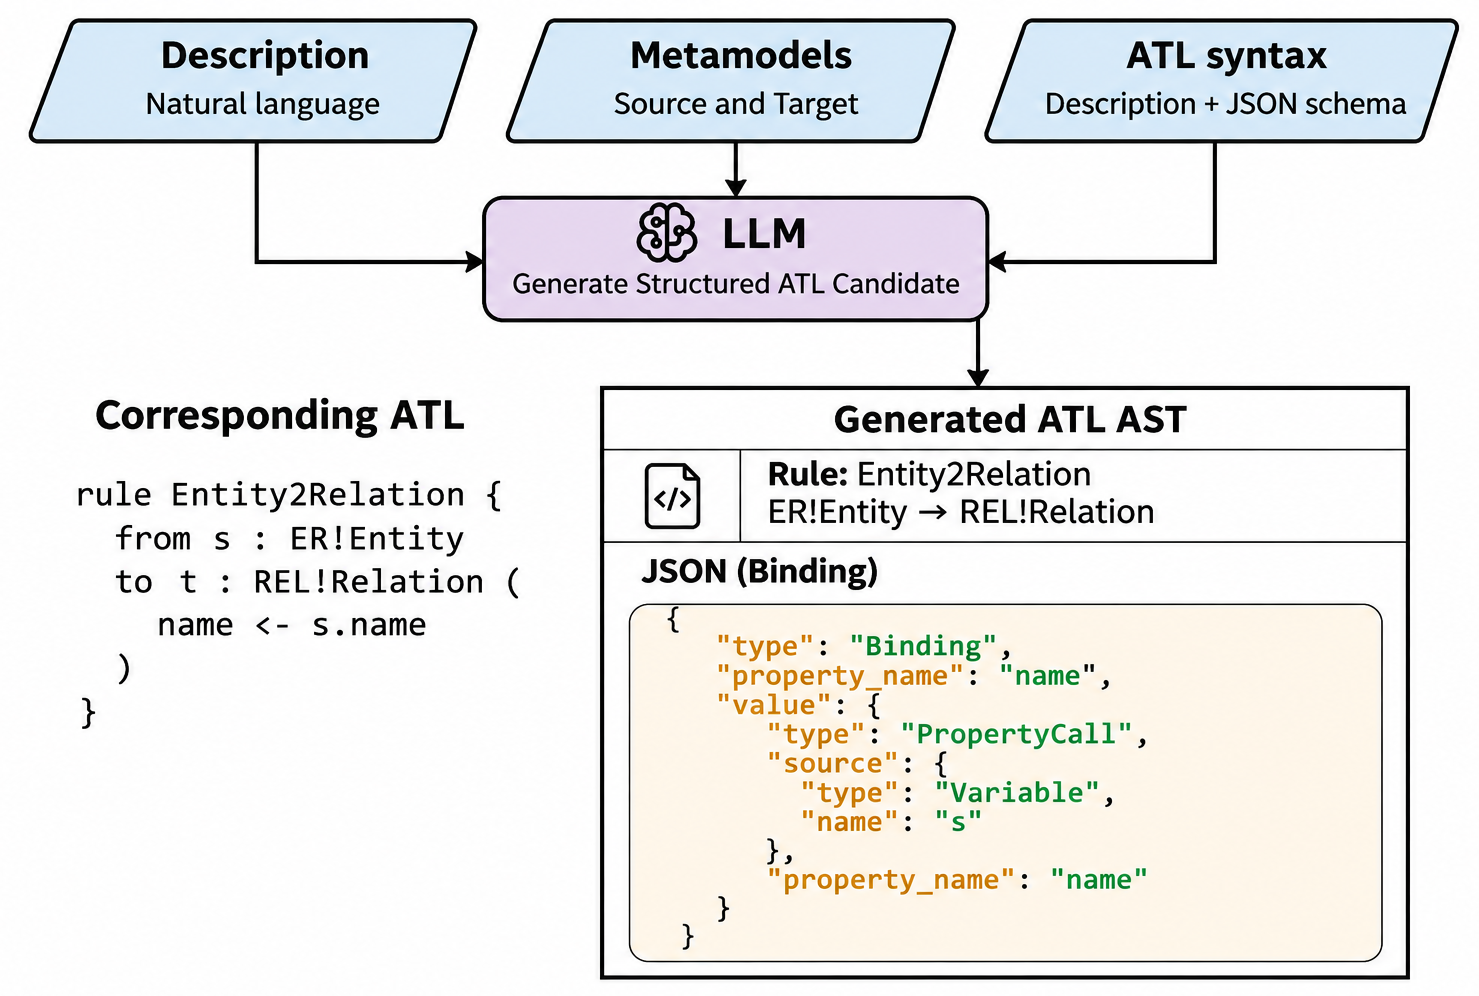 Description
Natural language
Metamodels
Source and Target
ATL syntax
Description + JSON schema
LLM
Generate Structured ATL Candidate
Corresponding ATL
rule Entity2Relation {
  from s : ER!Entity
  to t : REL!Relation (
    name <- s.name
  )
}
Generated ATL AST
</>
Rule: Entity2Relation
ER!Entity → REL!Relation
JSON (Binding)
{
  "type": "Binding",
  "property_name": "name",
  "value": {
    "type": "PropertyCall",
    "source": {
      "type": "Variable",
      "name": "s"
    },
    "property_name": "name"
  }
}